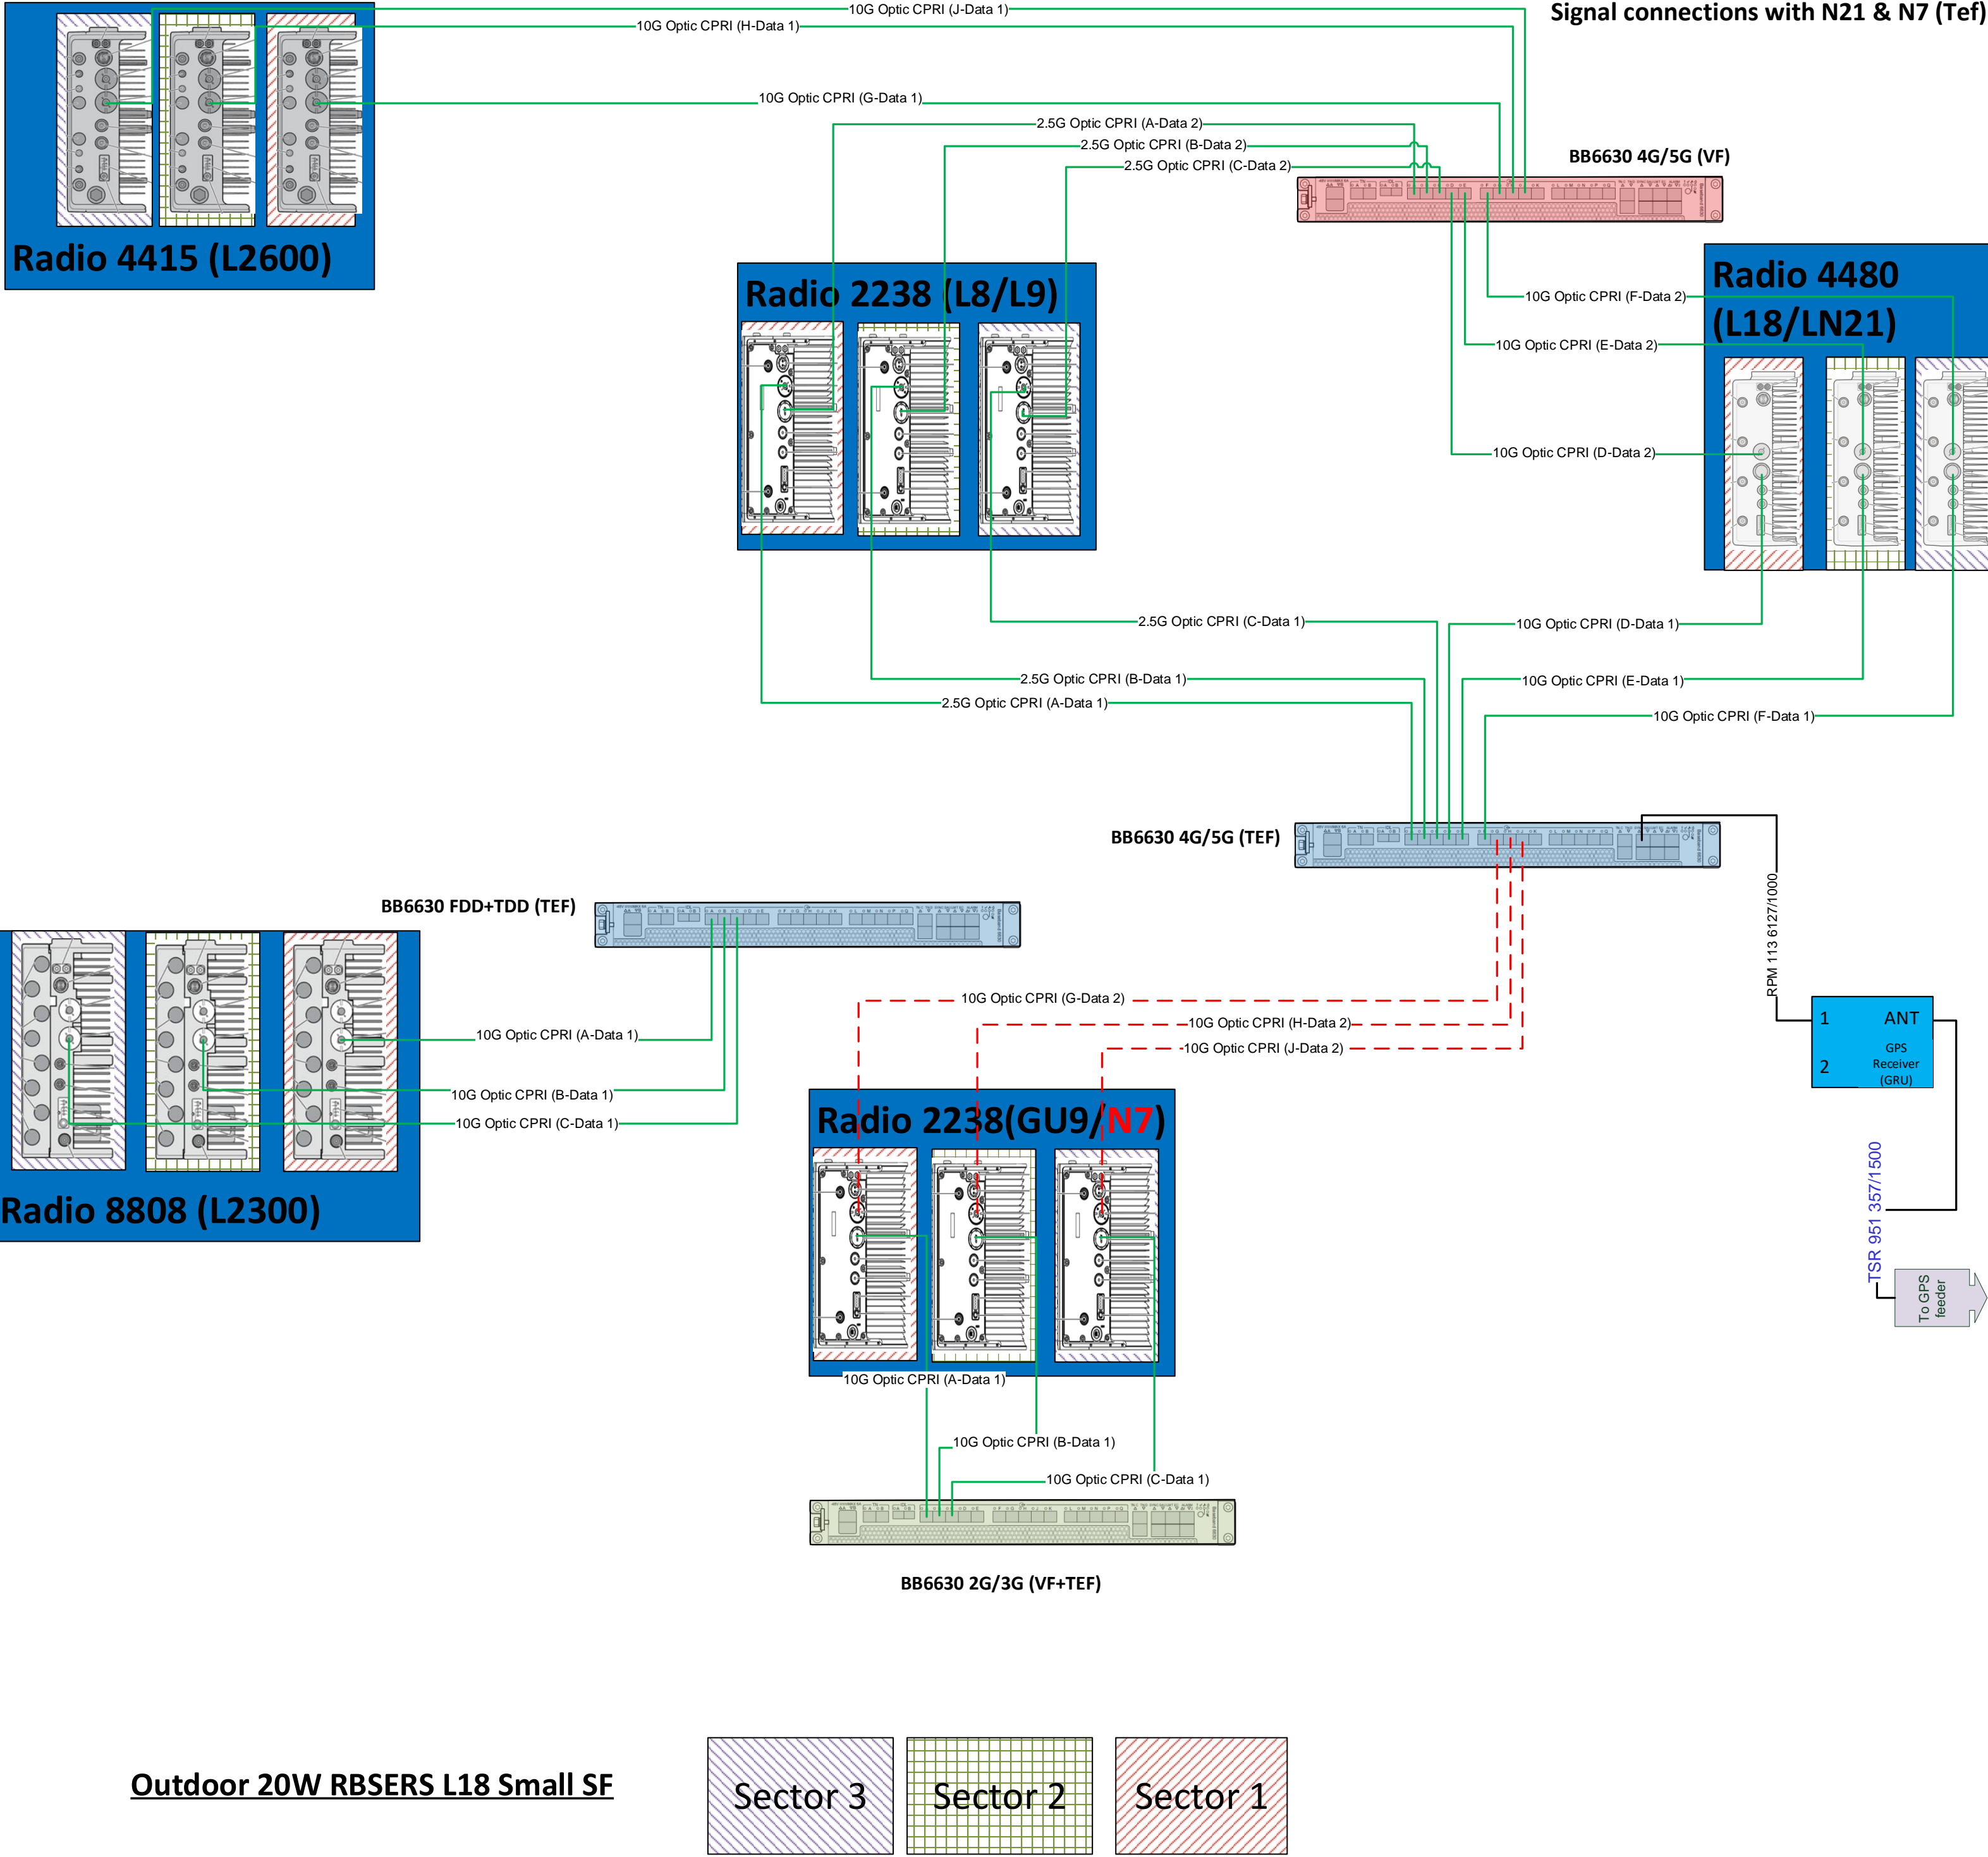 10G Optic CPRI (J-Data 1)
Signal connections with N21 & N7 (Tef)
10G Optic CPRI (H-Data 1)
10G Optic CPRI (G-Data 1)
2.5G Optic CPRI (A-Data 2)
2.5G Optic CPRI (B-Data 2)
2.5G Optic CPRI (C-Data 2)
BB6630 4G/5G (VF)
Radio 4415 (L2600)
Radio 2238 (L8/L9)
Radio 4480
(L18/LN21)
10G Optic CPRI (F-Data 2)
10G Optic CPRI (E-Data 2)
10G Optic CPRI (D-Data 2)
2.5G Optic CPRI (C-Data 1)
10G Optic CPRI (D-Data 1)
2.5G Optic CPRI (B-Data 1)
10G Optic CPRI (E-Data 1)
2.5G Optic CPRI (A-Data 1)
10G Optic CPRI (F-Data 1)
BB6630 4G/5G (TEF)
BB6630 FDD+TDD (TEF)
RPM 113 6127/1000
10G Optic CPRI (G-Data 2)
10G Optic CPRI (H-Data 2)
10G Optic CPRI (J-Data 2)
1
ANT
2
GPS
Receiver
(GRU)
10G Optic CPRI (A-Data 1)
10G Optic CPRI (B-Data 1)
10G Optic CPRI (C-Data 1)
Radio 2238(GU9/N7)
Radio 8808 (L2300)
TSR 951 357/1500
To GPS
feeder
10G Optic CPRI (A-Data 1)
10G Optic CPRI (B-Data 1)
10G Optic CPRI (C-Data 1)
BB6630 2G/3G (VF+TEF)
Outdoor 20W RBSERS L18 Small SF
Sector 3
Sector 2
Sector 1